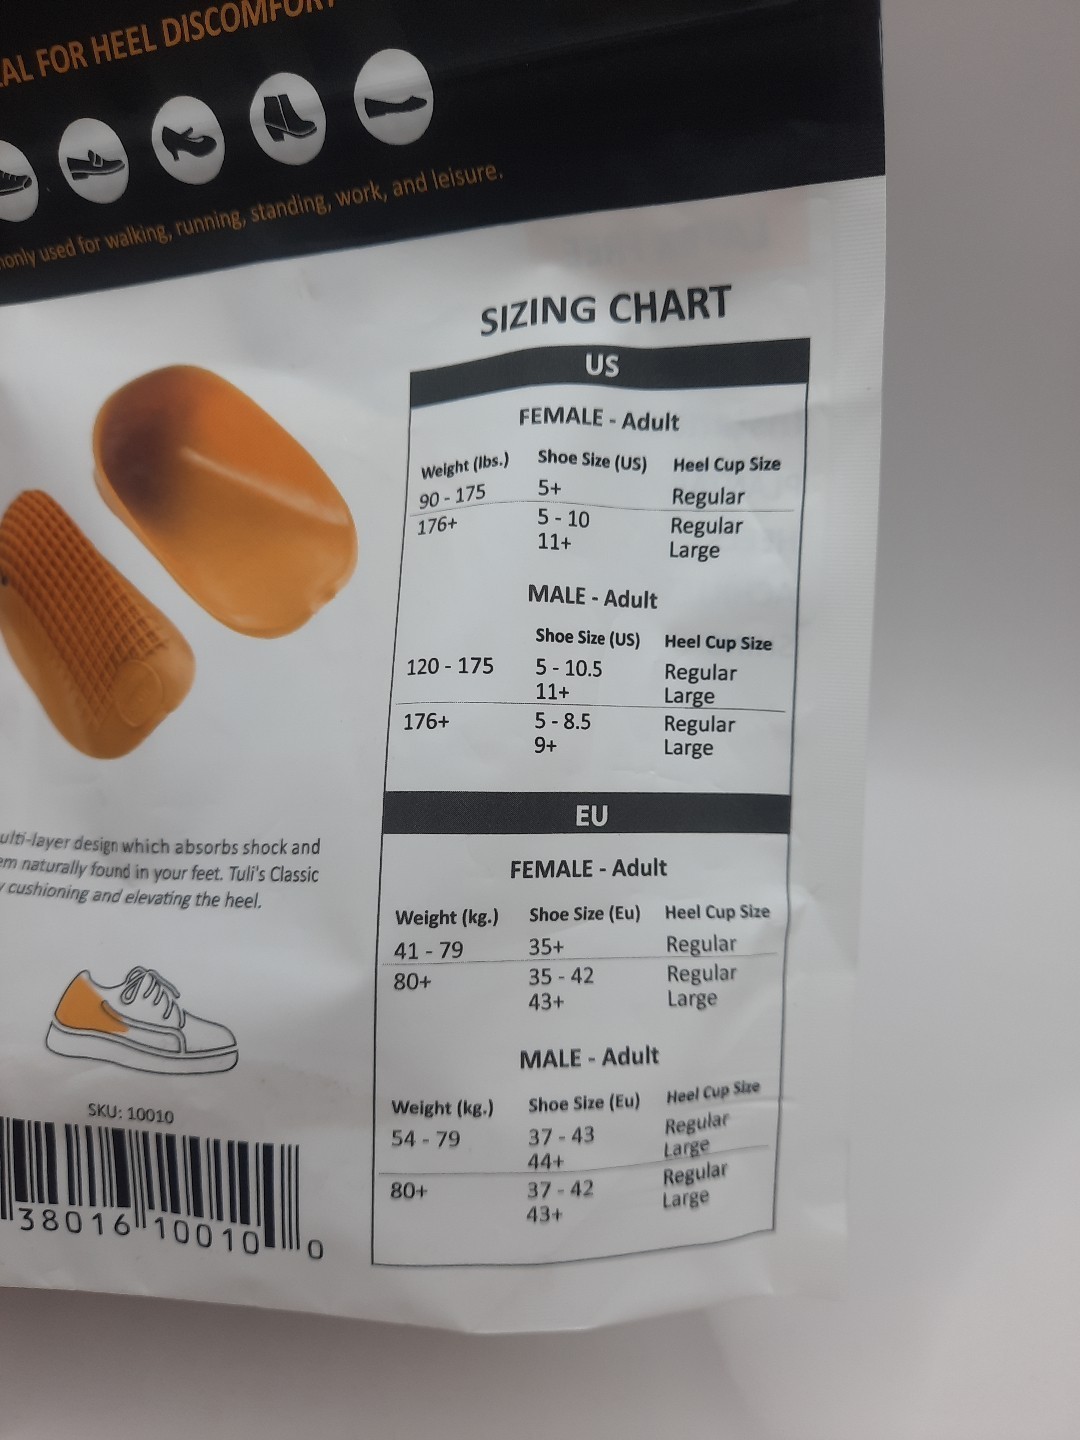 FOR HEEL DISCOMFORT
used for walking, running, standing, work, and leisure.
SIZING CHART
US
FEMALE - Adult
Weight (lbs.) Shoe Size (US) Heel Cup Size
90 - 175 5+ Regular
176+ 5 - 10 Regular
11+ Large
MALE - Adult
Shoe Size (US) Heel Cup Size
120 - 175 5 - 10.5 Regular
11+ Large
176+ 5 - 8.5 Regular
9+ Large
EU
FEMALE - Adult
Weight (kg.) Shoe Size (Eu) Heel Cup Size
41 - 79 35+ Regular
80+ 35 - 42 Regular
43+ Large
MALE - Adult
Weight (kg.) Shoe Size (Eu) Heel Cup Size
54 - 79 37 - 43 Regular
44+ Large
80+ 37 - 42 Regular
43+ Large
ulti-layer design which absorbs shock and
em naturally found in your feet. Tuli's Classic
cushioning and elevating the heel.
SKU: 10010
38016 10010 0